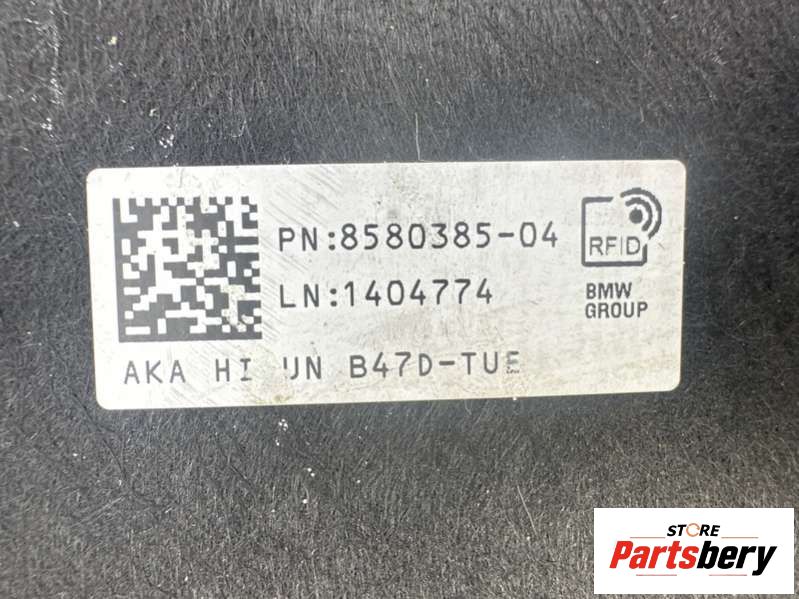 PN:8580385-04
LN:1404774
RFID
BMW
GROUP
AKA HI UN B47D-TUE
STORE
Partsbery